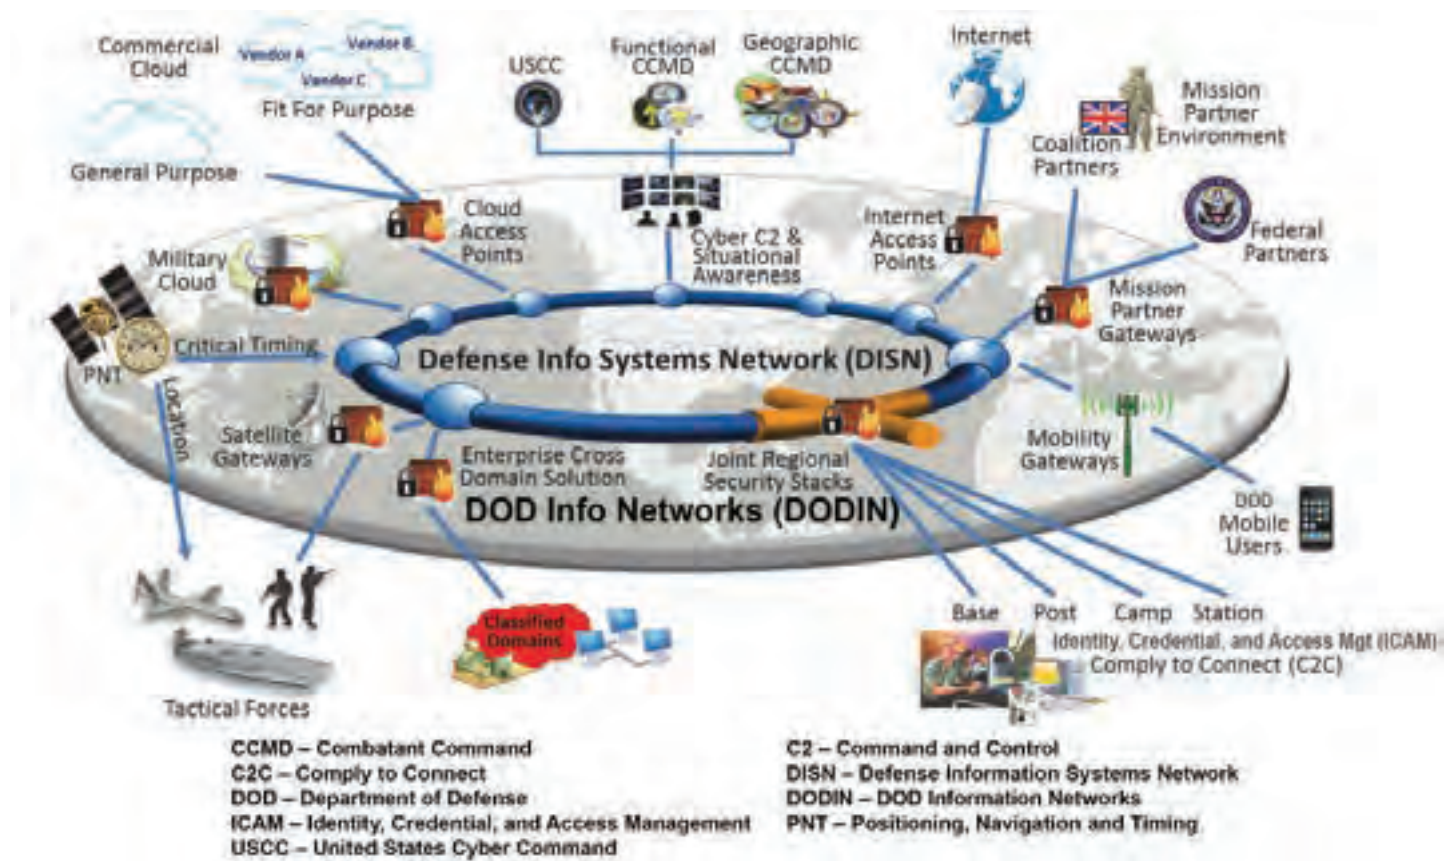 Commercial
Cloud
Vendor A
Vendor B
Vendor C
Fit For Purpose
General Purpose
USCC
Functional
CCMD
Geographic
CCMD
Internet
Mission
Partner
Environment
Coalition
Partners
Federal
Partners
Cloud
Access
Points
Cyber C2 &
Situational
Awareness
Internet
Access
Points
Military
Cloud
Mission
Partner
Gateways
PNT
Critical Timing
Location
Defense Info Systems Network (DISN)
Satellite
Gateways
Enterprise Cross
Domain Solution
Joint Regional
Security Stacks
Mobility
Gateways
DOD Info Networks (DODIN)
DOD
Mobile
Users
Classified
Domains
Tactical Forces
Base Post Camp Station
Identity, Credential, and Access Mgt (ICAM)
Comply to Connect (C2C)
CCMD – Combatant Command
C2C – Comply to Connect
DOD – Department of Defense
ICAM – Identity, Credential, and Access Management
USCC – United States Cyber Command
C2 – Command and Control
DISN – Defense Information Systems Network
DODIN – DOD Information Networks
PNT – Positioning, Navigation and Timing